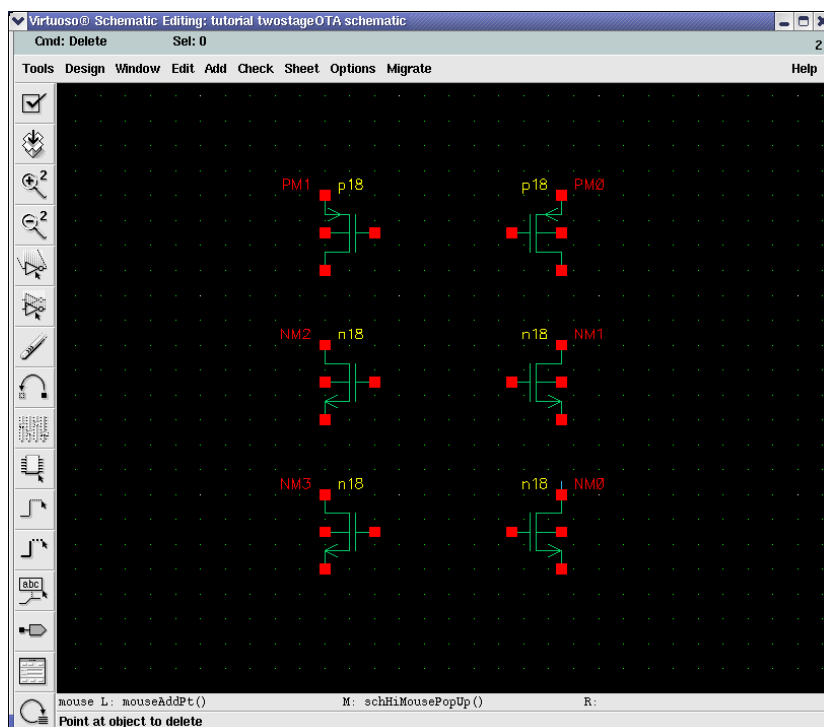 Virtuoso® Schematic Editing: tutorial twostageOTA schematic
Cmd: Delete Sel: 0
2
Tools Design Window Edit Add Check Sheet Options Migrate Help
2
2
PM1 p18 p18 PM0
NM2 n18 n18 NM1
NM3 n18 n18 NM0
abc
mouse L: mouseAddPt() M: schHiMousePopUp() R:
Point at object to delete